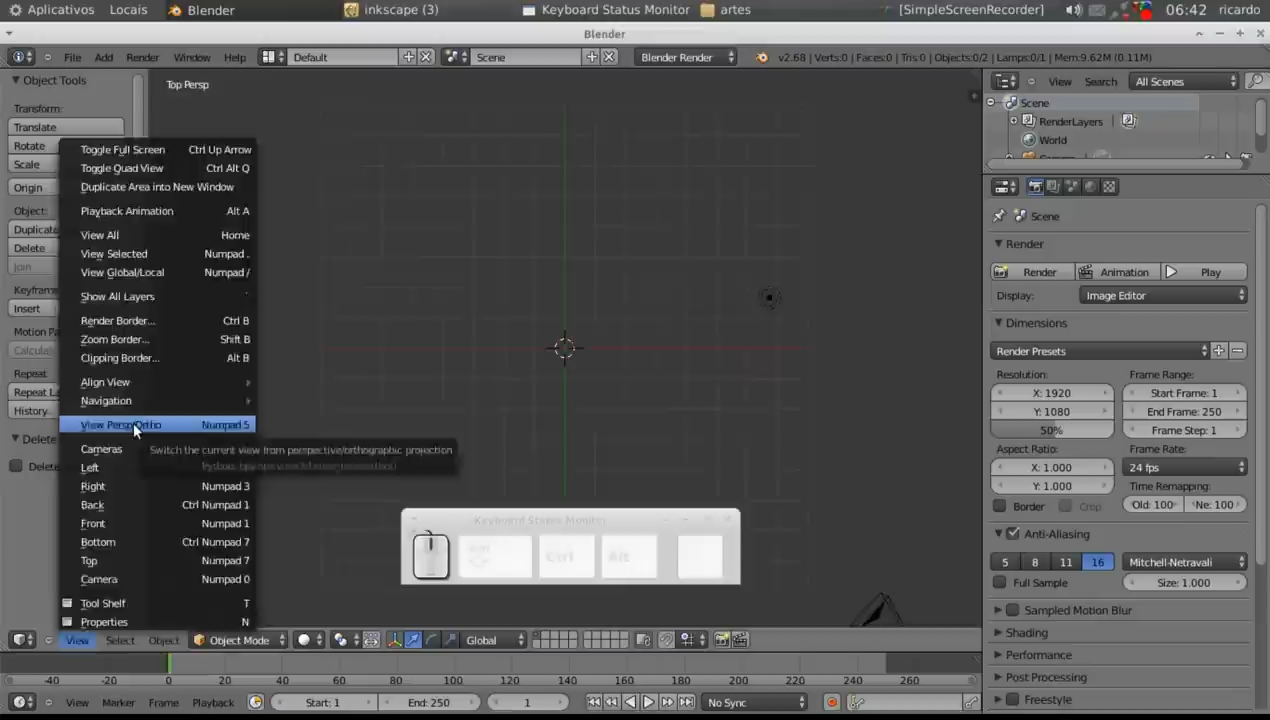 Aplicativos Locais Blender inkscape (3) Keyboard Status Monitor artes [SimpleScreenRecorder] 06:42 ricardo
Blender
File Add Render Window Help Default Scene Blender Render v2.68 | Verts:0 | Faces:0 | Tris:0 | Objects:0/2 | Lamps:0/1 | Mem:9.62M (0.11M)
Object Tools
Transform:
Translate
Rotate
Scale
Origin
Object:
Duplicate
Delete
Join
Keyframe
Insert
Motion Pa
Calcula
Repeat
Repeat La
History..
Delete
Delete
Top Persp
Toggle Full Screen Ctrl Up Arrow
Toggle Quad View Ctrl Alt Q
Duplicate Area into New Window
Playback Animation Alt A
View All Home
View Selected Numpad .
View Global/Local Numpad /
Show All Layers `
Render Border... Ctrl B
Zoom Border... Shift B
Clipping Border... Alt B
Align View
Navigation
View Persp/Ortho Numpad 5
Switch the current view from perspective/orthographic projection
Cameras
Left
Right Numpad 3
Back Ctrl Numpad 1
Front Numpad 1
Bottom Ctrl Numpad 7
Top Numpad 7
Camera Numpad 0
Tool Shelf T
Properties N
Keyboard Status Monitor
Ctrl Alt
View Select Object Object Mode Global
-40 -20 0 20 40 60 80 100 120 140 160 180 200 220 240 260
View Marker Frame Playback Start: 1 End: 250 1 No Sync
View Search All Scenes
Scene
RenderLayers
World
Scene
Render
Render Animation Play
Display: Image Editor
Dimensions
Render Presets
Resolution: Frame Range:
X: 1920 Start Frame: 1
Y: 1080 End Frame: 250
50% Frame Step: 1
Aspect Ratio: Frame Rate:
X: 1.000 24 fps
Y: 1.000 Time Remapping:
Border Crop Old: 100 Ne: 100
Anti-Aliasing
5 8 11 16 Mitchell-Netravali
Full Sample Size: 1.000
Sampled Motion Blur
Shading
Performance
Post Processing
Freestyle